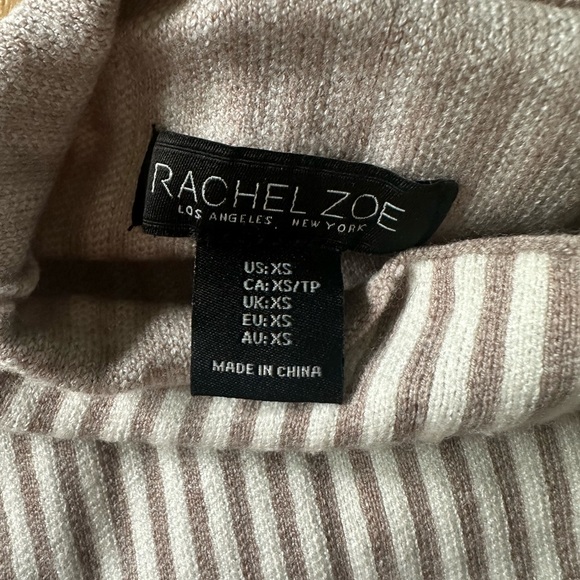 RACHEL ZOE
LOS ANGELES, NEW YORK
US: XS
CA: XS/TP
UK: XS
EU: XS
AU: XS
MADE IN CHINA